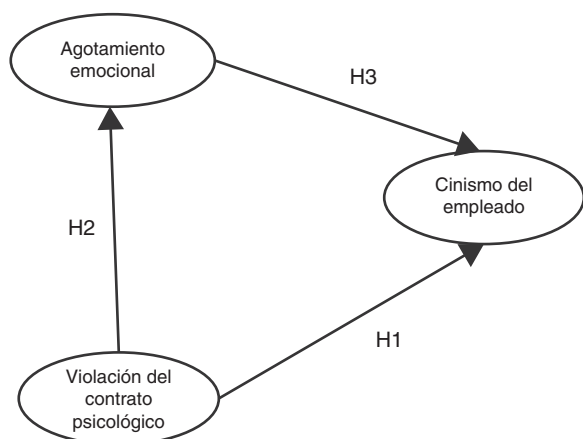 Agotamiento
emocional
H3
Cinismo del
empleado
H2
H1
Violación del
contrato
psicológico